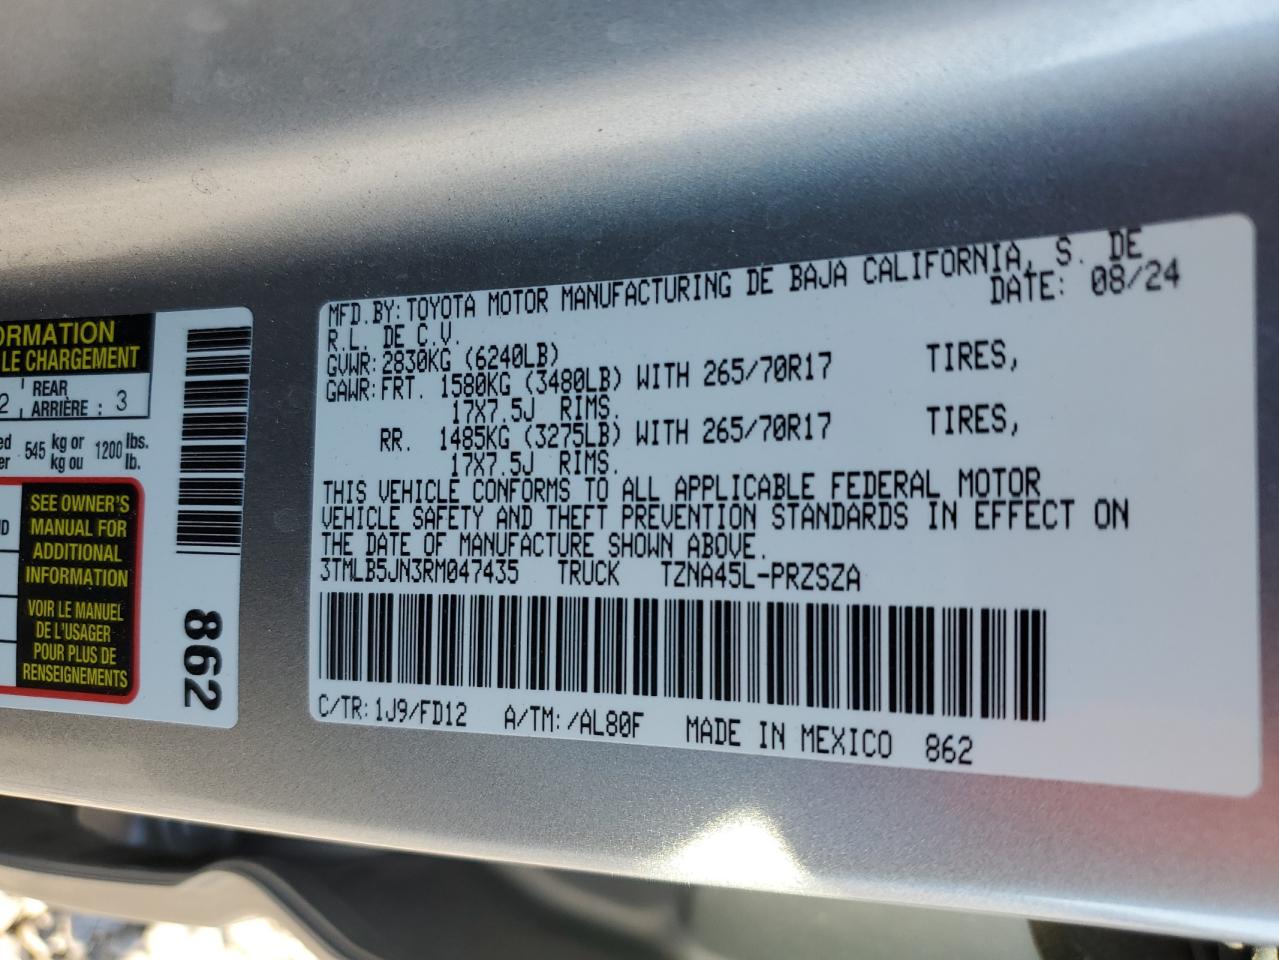 ORMATION
LE CHARGEMENT
2
REAR
ARRIÈRE : 3
545 kg or 1200 lbs.
kg ou lb.
SEE OWNER'S
MANUAL FOR
ADDITIONAL
INFORMATION
VOIR LE MANUEL
DE L'USAGER
POUR PLUS DE
RENSEIGNEMENTS
862
MFD.BY:TOYOTA MOTOR MANUFACTURING DE BAJA CALIFORNIA, S. DE
R.L. DE C.V. DATE: 08/24
GVWR:2830KG (6240LB)
GAWR:FRT. 1580KG (3480LB) WITH 265/70R17 TIRES,
17X7.5J RIMS.
RR. 1485KG (3275LB) WITH 265/70R17 TIRES,
17X7.5J RIMS.
THIS VEHICLE CONFORMS TO ALL APPLICABLE FEDERAL MOTOR
VEHICLE SAFETY AND THEFT PREVENTION STANDARDS IN EFFECT ON
THE DATE OF MANUFACTURE SHOWN ABOVE.
3TMLB5JN3RM047435 TRUCK TZNA45L-PRZSZA
C/TR:1J9/FD12 A/TM:/AL80F MADE IN MEXICO 862